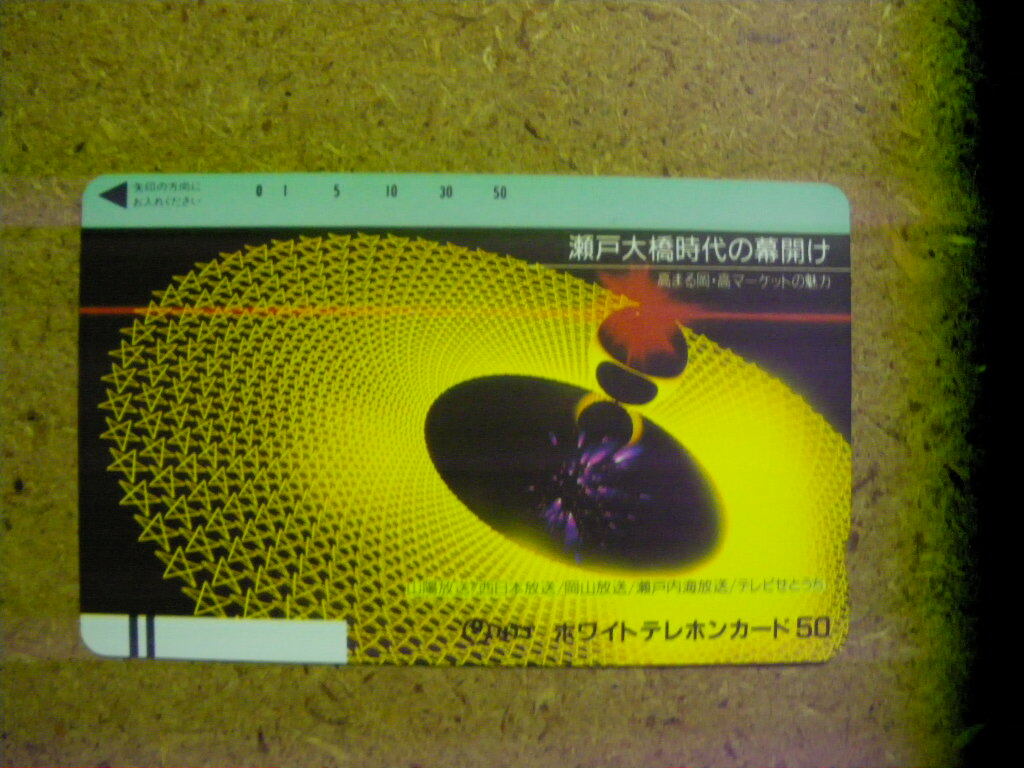 矢印の方向に
お入れください
0 1 5 10 30 50
瀬戸大橋時代の幕開け
高まる岡・高マーケットの魅力
山陽放送/西日本放送/岡山放送/瀬戸内海放送/テレビせとうち
NTT ホワイトテレホンカード 50